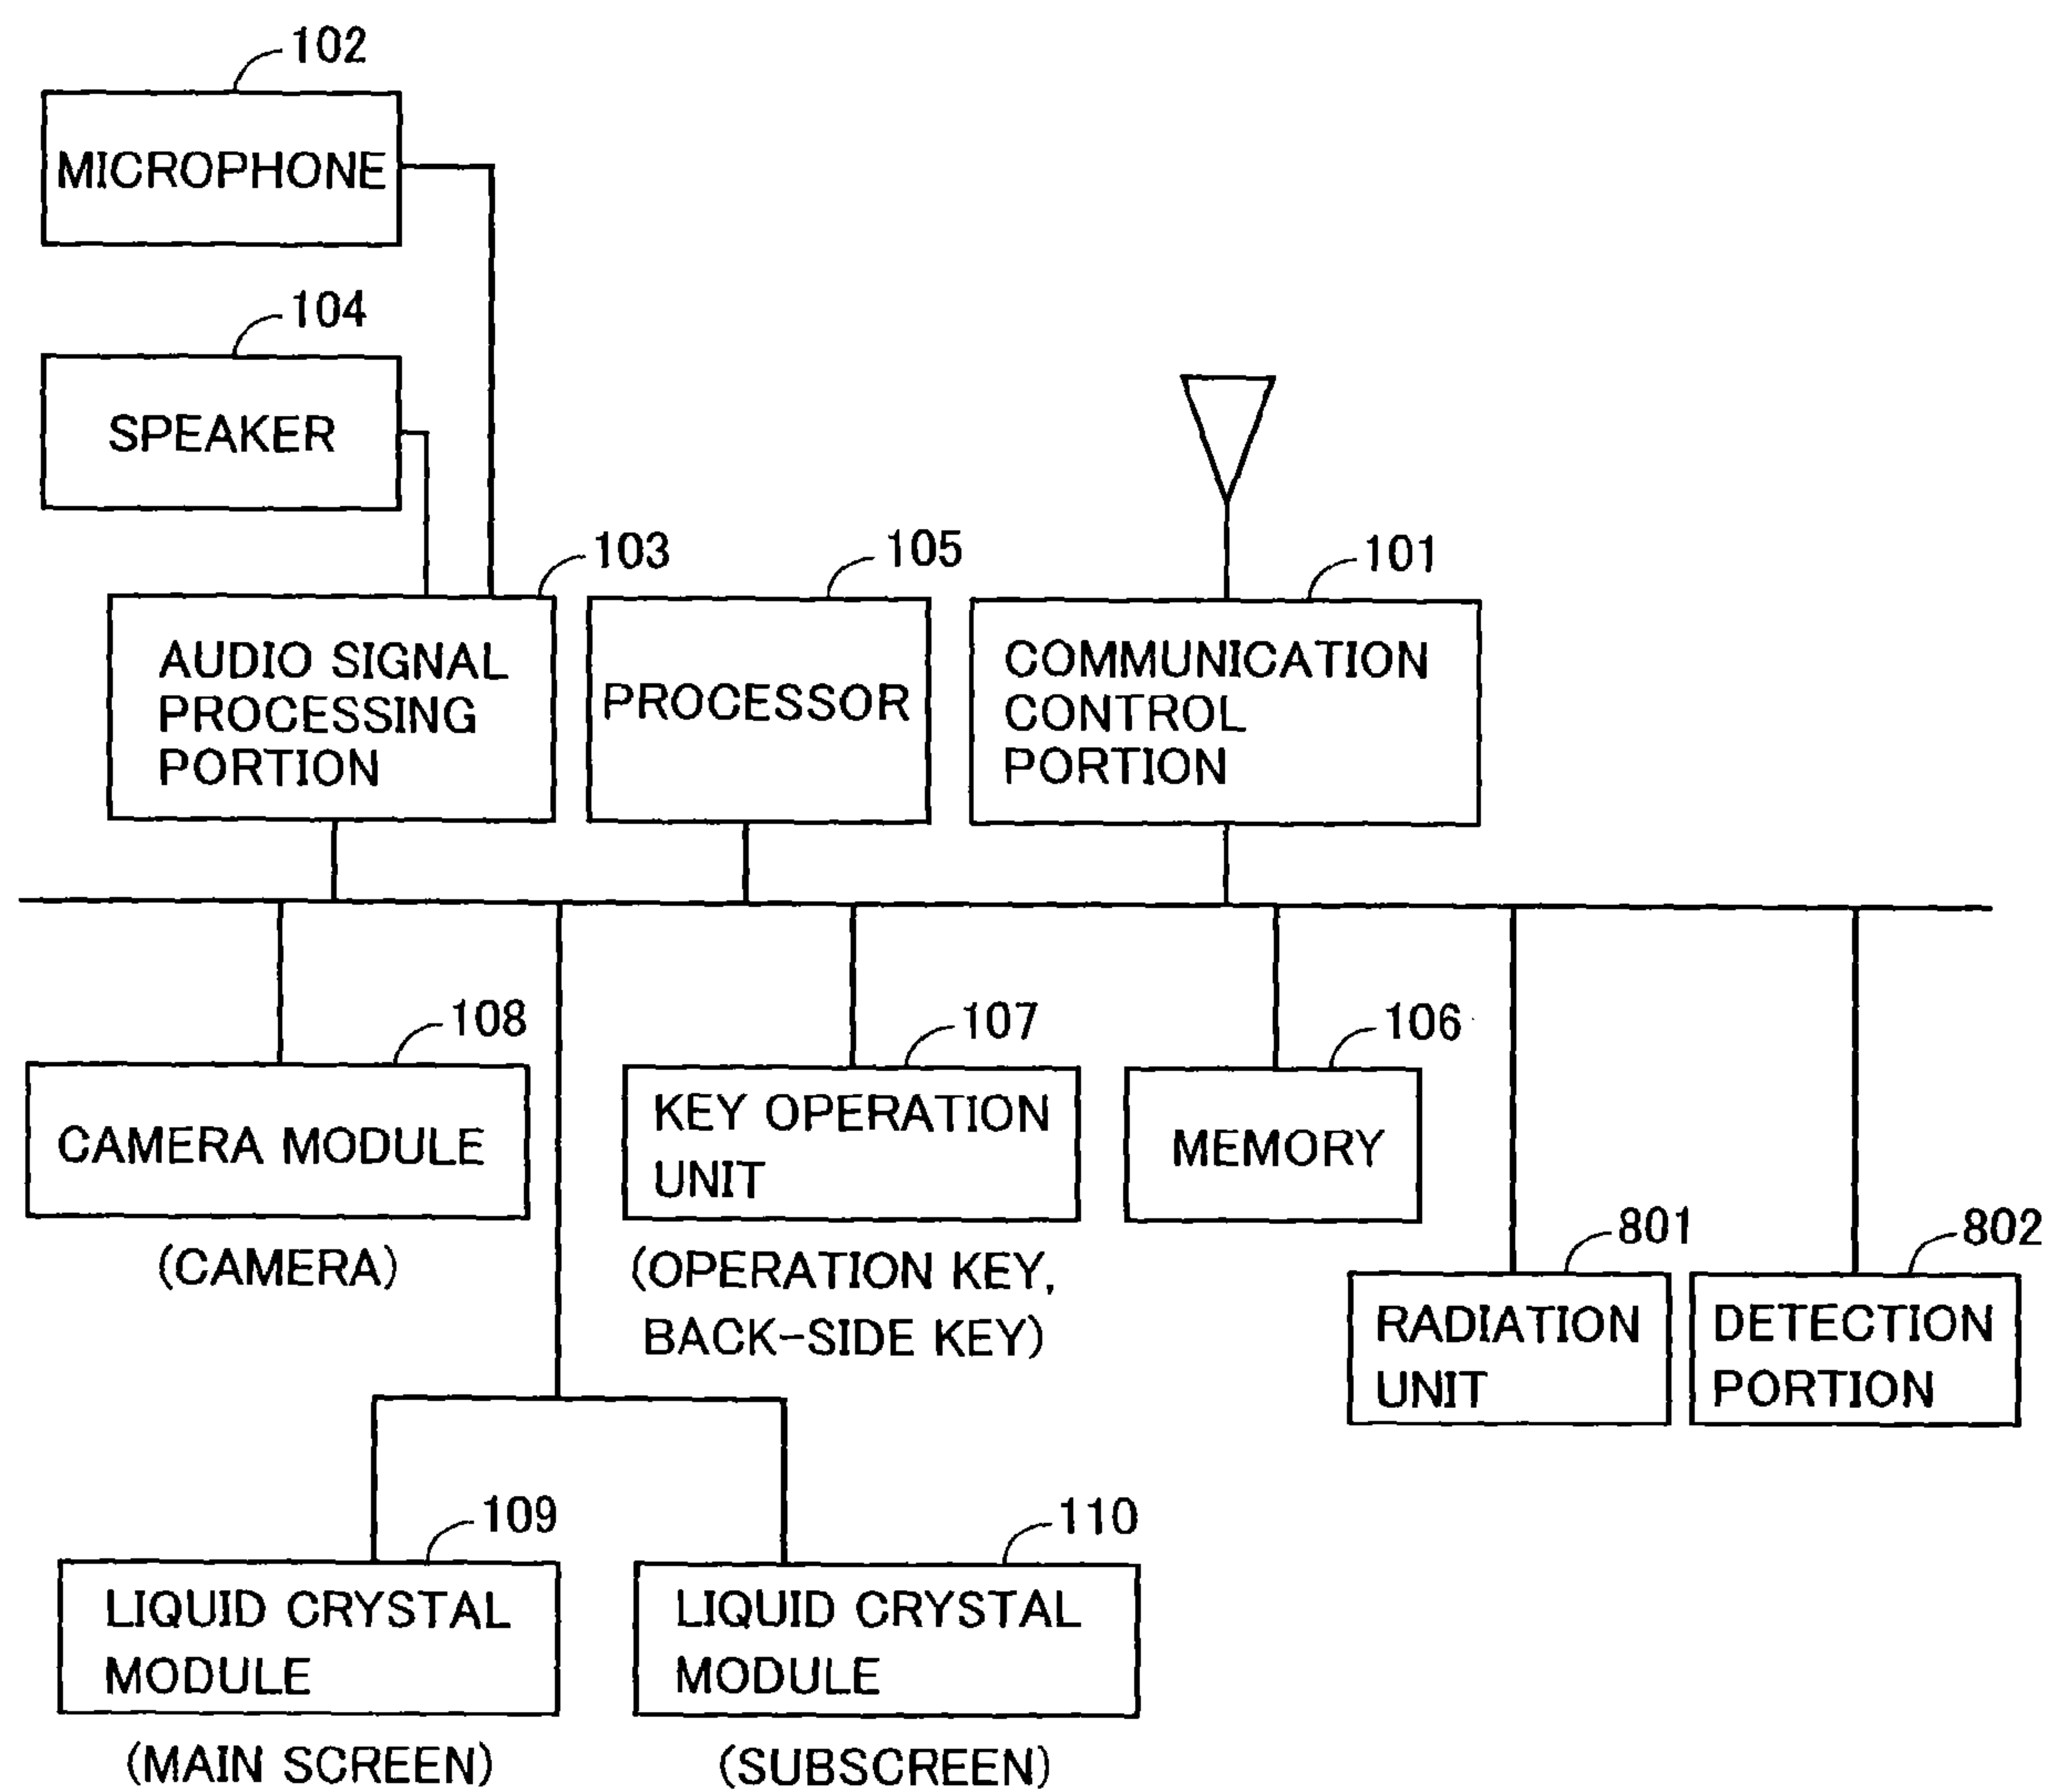 102
MICROPHONE
104
SPEAKER
103
AUDIO SIGNAL
PROCESSING
PORTION
105
PROCESSOR
101
COMMUNICATION
CONTROL
PORTION
108
CAMERA MODULE
(CAMERA)
107
KEY OPERATION
UNIT
(OPERATION KEY,
BACK-SIDE KEY)
106
MEMORY
801
RADIATION
UNIT
802
DETECTION
PORTION
109
LIQUID CRYSTAL
MODULE
(MAIN SCREEN)
110
LIQUID CRYSTAL
MODULE
(SUBSCREEN)